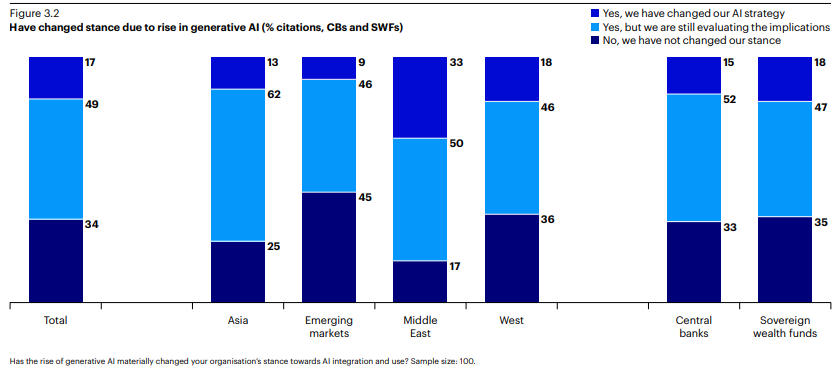 Figure 3.2
Have changed stance due to rise in generative AI (% citations, CBs and SWFs)
Yes, we have changed our AI strategy
Yes, but we are still evaluating the implications
No, we have not changed our stance
17
49
34
13
62
25
9
46
45
33
50
17
18
46
36
15
52
33
18
47
35
Total
Asia
Emerging
markets
Middle
East
West
Central
banks
Sovereign
wealth funds
Has the rise of generative AI materially changed your organisation's stance towards AI integration and use? Sample size: 100.